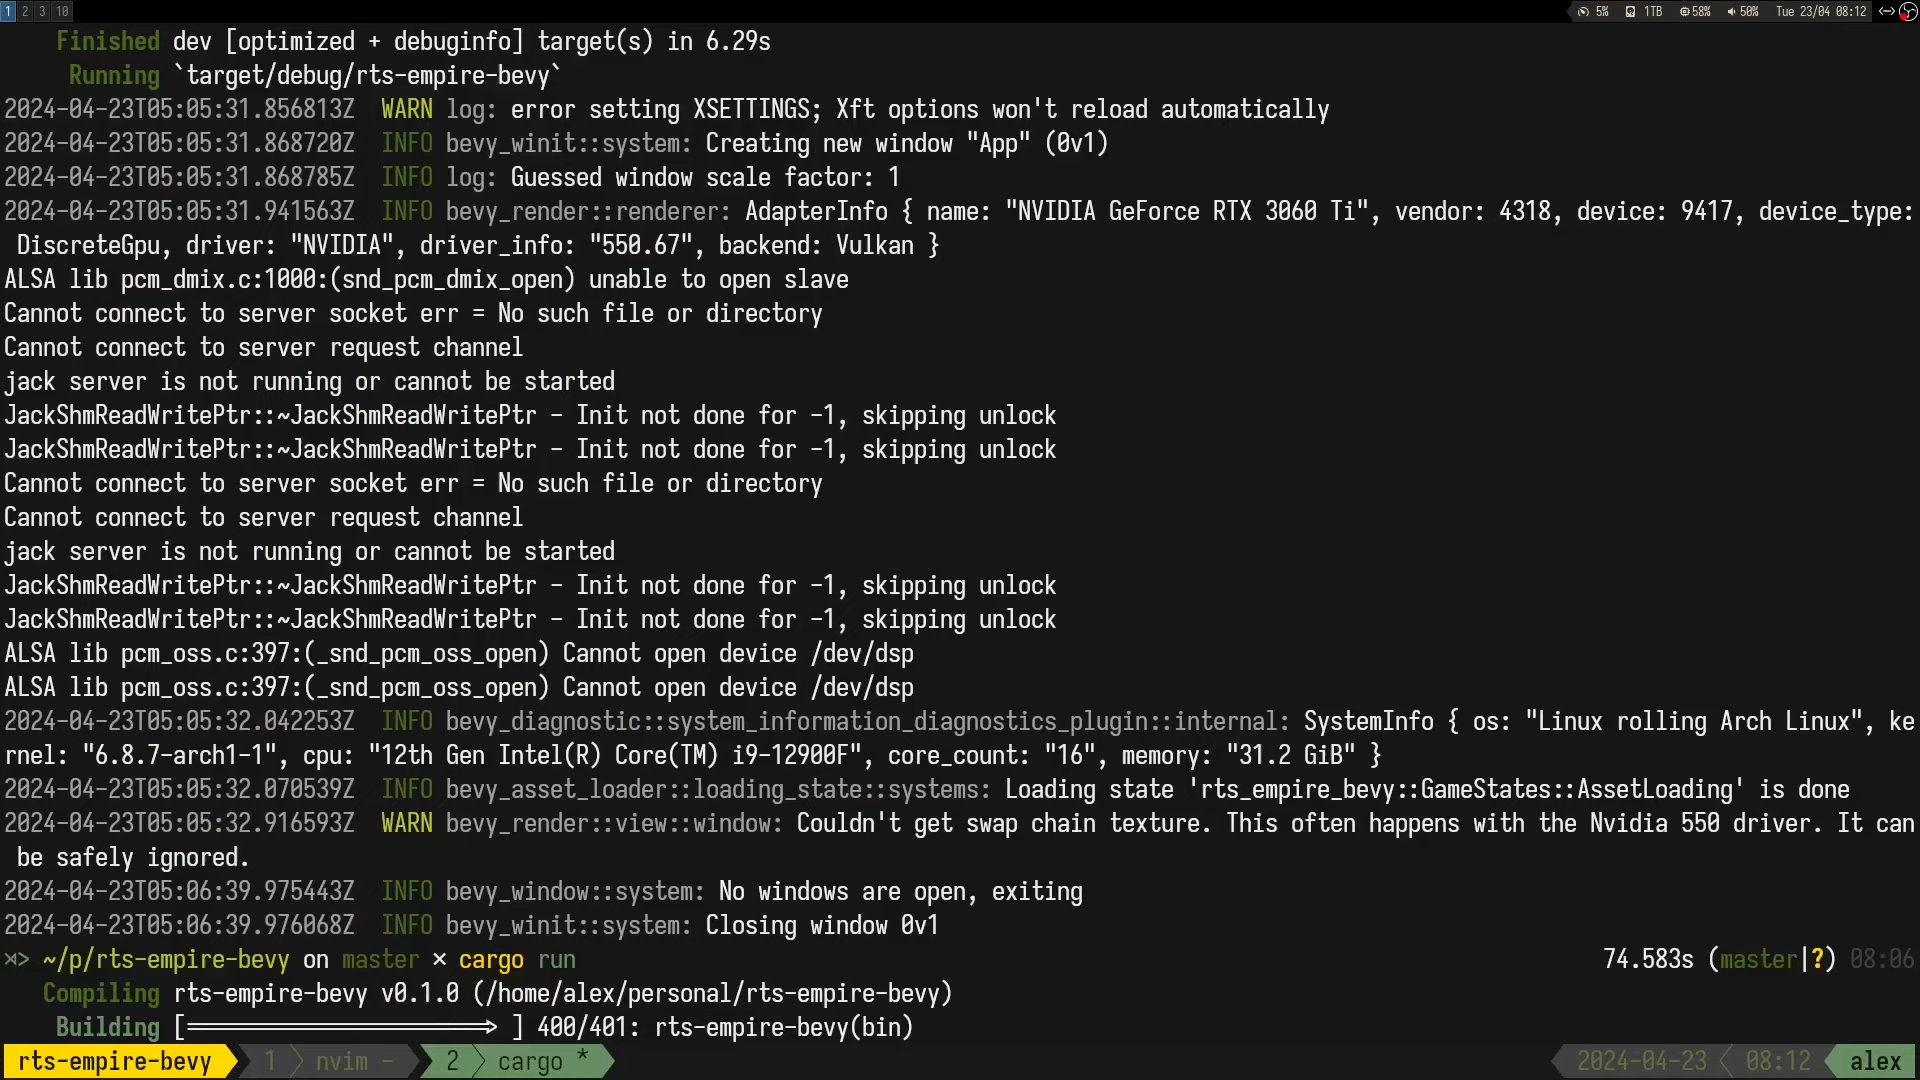 1 2 3 10 5% 1TB 58% 50% Tue 23/04 08:12
Finished dev [optimized + debuginfo] target(s) in 6.29s
Running `target/debug/rts-empire-bevy`
2024-04-23T05:05:31.856813Z  WARN log: error setting XSETTINGS; Xft options won't reload automatically
2024-04-23T05:05:31.868720Z  INFO bevy_winit::system: Creating new window "App" (0v1)
2024-04-23T05:05:31.868785Z  INFO log: Guessed window scale factor: 1
2024-04-23T05:05:31.941563Z  INFO bevy_render::renderer: AdapterInfo { name: "NVIDIA GeForce RTX 3060 Ti", vendor: 4318, device: 9417, device_type:
DiscreteGpu, driver: "NVIDIA", driver_info: "550.67", backend: Vulkan }
ALSA lib pcm_dmix.c:1000:(snd_pcm_dmix_open) unable to open slave
Cannot connect to server socket err = No such file or directory
Cannot connect to server request channel
jack server is not running or cannot be started
JackShmReadWritePtr::~JackShmReadWritePtr - Init not done for -1, skipping unlock
JackShmReadWritePtr::~JackShmReadWritePtr - Init not done for -1, skipping unlock
Cannot connect to server socket err = No such file or directory
Cannot connect to server request channel
jack server is not running or cannot be started
JackShmReadWritePtr::~JackShmReadWritePtr - Init not done for -1, skipping unlock
JackShmReadWritePtr::~JackShmReadWritePtr - Init not done for -1, skipping unlock
ALSA lib pcm_oss.c:397:(_snd_pcm_oss_open) Cannot open device /dev/dsp
ALSA lib pcm_oss.c:397:(_snd_pcm_oss_open) Cannot open device /dev/dsp
2024-04-23T05:05:32.042253Z  INFO bevy_diagnostic::system_information_diagnostics_plugin::internal: SystemInfo { os: "Linux rolling Arch Linux", ke
rnel: "6.8.7-arch1-1", cpu: "12th Gen Intel(R) Core(TM) i9-12900F", core_count: "16", memory: "31.2 GiB" }
2024-04-23T05:05:32.070539Z  INFO bevy_asset_loader::loading_state::systems: Loading state 'rts_empire_bevy::GameStates::AssetLoading' is done
2024-04-23T05:05:32.916593Z  WARN bevy_render::view::window: Couldn't get swap chain texture. This often happens with the Nvidia 550 driver. It can
be safely ignored.
2024-04-23T05:06:39.975443Z  INFO bevy_window::system: No windows are open, exiting
2024-04-23T05:06:39.976068Z  INFO bevy_winit::system: Closing window 0v1
⋊> ~/p/rts-empire-bevy on master × cargo run 74.583s (master|?) 08:06
Compiling rts-empire-bevy v0.1.0 (/home/alex/personal/rts-empire-bevy)
Building [=======================> ] 400/401: rts-empire-bevy(bin)
rts-empire-bevy 1 nvim - 2 cargo * 2024-04-23 08:12 alex